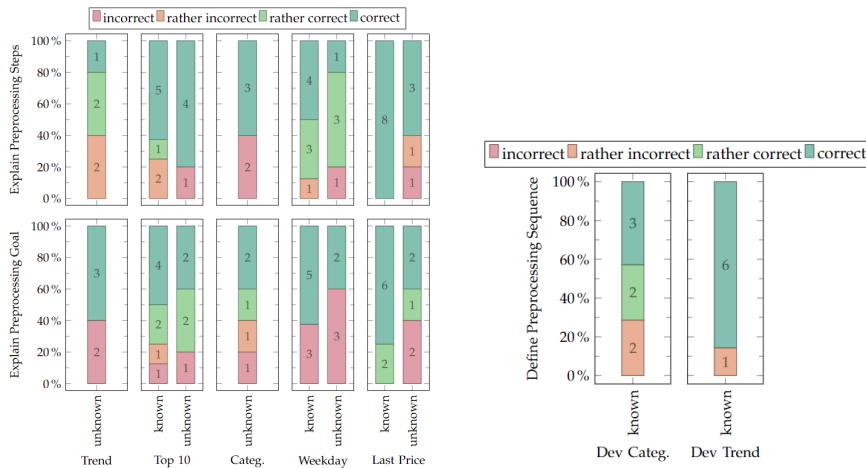 incorrect rather incorrect rather correct correct
Explain Preprocessing Steps
100 %
80 %
60 %
40 %
20 %
0 %
2 2 1
2 1 5
1 4
2 3
1 3 4
1 3 1
8
1 1 3
Explain Preprocessing Goal
100 %
80 %
60 %
40 %
20 %
0 %
2 3
1 1 2 4
1 2 2
1 1 1 2
3 5
3 2
2 6
2 1 2
unknown known unknown unknown known unknown known unknown
Trend Top 10 Categ. Weekday Last Price
incorrect rather incorrect rather correct correct
Define Preprocessing Sequence
100 %
80 %
60 %
40 %
20 %
0 %
2 2 3
1 6
known known
Dev Categ. Dev Trend